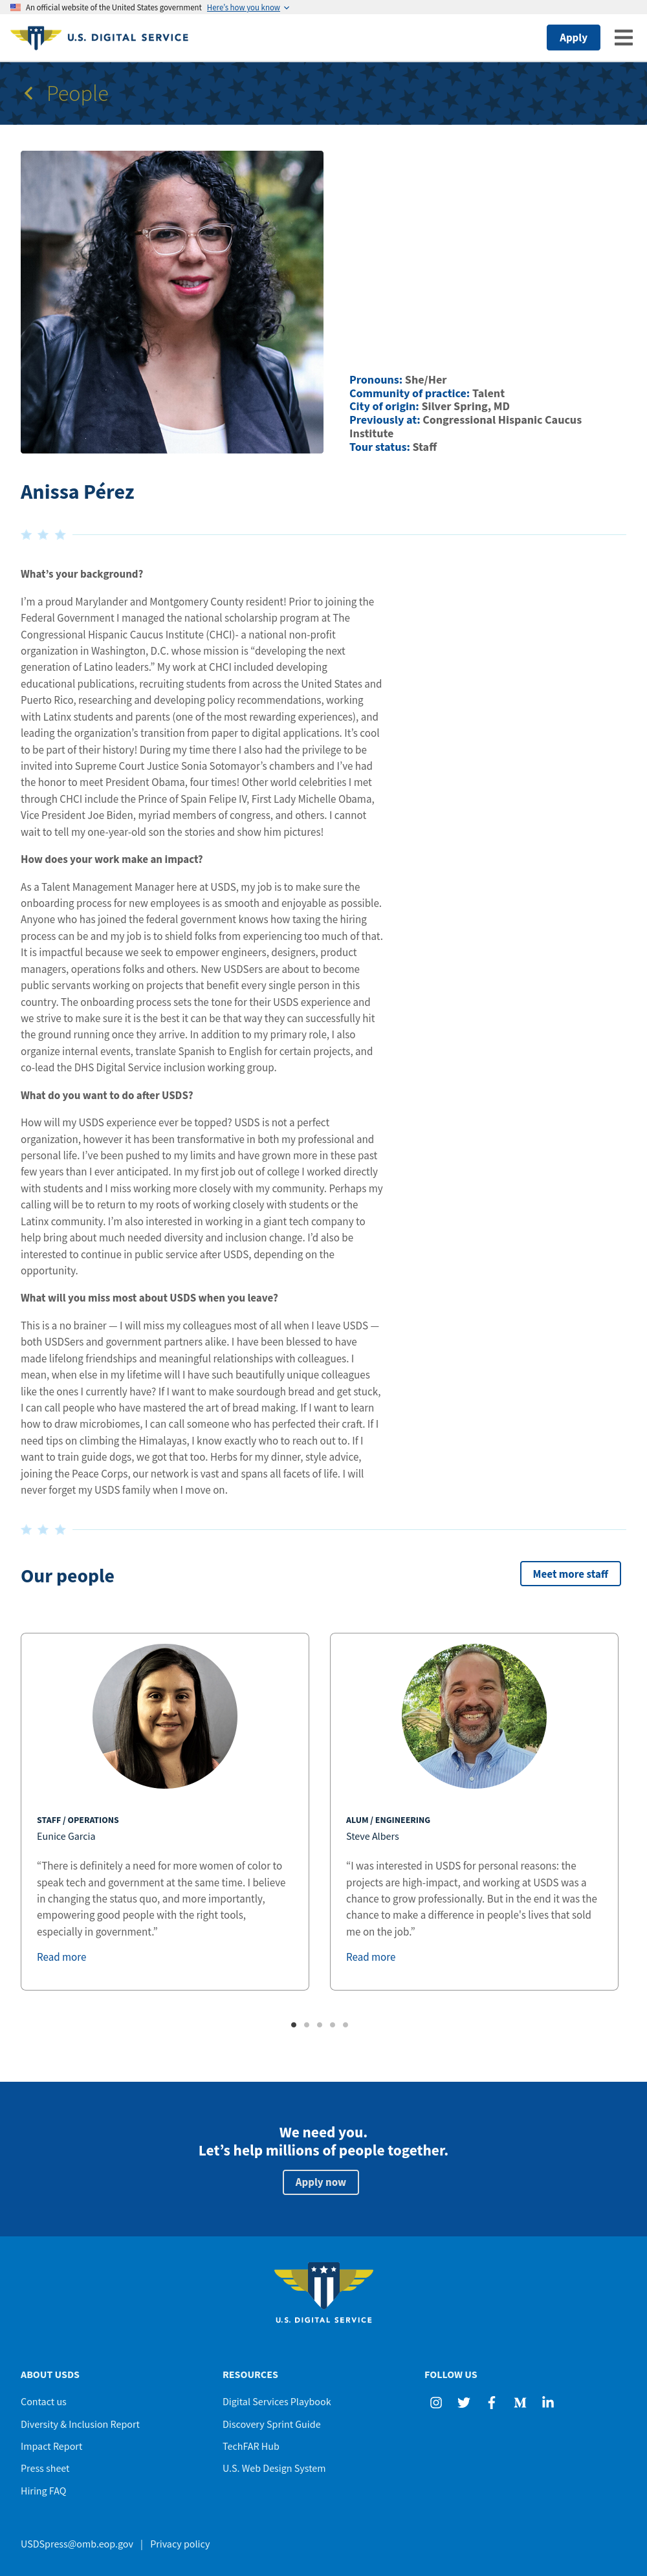 An official website of the United States government Here's how you know
U.S. DIGITAL SERVICE
Apply
People
Pronouns: She/Her
Community of practice: Talent
City of origin: Silver Spring, MD
Previously at: Congressional Hispanic Caucus
Institute
Tour status: Staff
Anissa Pérez
What’s your background?
I’m a proud Marylander and Montgomery County resident! Prior to joining the
Federal Government I managed the national scholarship program at The
Congressional Hispanic Caucus Institute (CHCI)- a national non-profit
organization in Washington, D.C. whose mission is “developing the next
generation of Latino leaders.” My work at CHCI included developing
educational publications, recruiting students from across the United States and
Puerto Rico, researching and developing policy recommendations, working
with Latinx students and parents (one of the most rewarding experiences), and
leading the organization’s transition from paper to digital applications. It’s cool
to be part of their history! During my time there I also had the privilege to be
invited into Supreme Court Justice Sonia Sotomayor’s chambers and I’ve had
the honor to meet President Obama, four times! Other world celebrities I met
through CHCI include the Prince of Spain Felipe IV, First Lady Michelle Obama,
Vice President Joe Biden, myriad members of congress, and others. I cannot
wait to tell my one-year-old son the stories and show him pictures!
How does your work make an impact?
As a Talent Management Manager here at USDS, my job is to make sure the
onboarding process for new employees is as smooth and enjoyable as possible.
Anyone who has joined the federal government knows how taxing the hiring
process can be and my job is to shield folks from experiencing too much of that.
It is impactful because we seek to empower engineers, designers, product
managers, operations folks and others. New USDSers are about to become
public servants working on projects that benefit every single person in this
country. The onboarding process sets the tone for their USDS experience and
we strive to make sure it is the best it can be that way they can successfully hit
the ground running once they arrive. In addition to my primary role, I also
organize internal events, translate Spanish to English for certain projects, and
co-lead the DHS Digital Service inclusion working group.
What do you want to do after USDS?
How will my USDS experience ever be topped? USDS is not a perfect
organization, however it has been transformative in both my professional and
personal life. I’ve been pushed to my limits and have grown more in these past
few years than I ever anticipated. In my first job out of college I worked directly
with students and I miss working more closely with my community. Perhaps my
calling will be to return to my roots of working closely with students or the
Latinx community. I’m also interested in working in a giant tech company to
help bring about much needed diversity and inclusion change. I’d also be
interested to continue in public service after USDS, depending on the
opportunity.
What will you miss most about USDS when you leave?
This is a no brainer — I will miss my colleagues most of all when I leave USDS —
both USDSers and government partners alike. I have been blessed to have
made lifelong friendships and meaningful relationships with colleagues. I
mean, when else in my lifetime will I have such beautifully unique colleagues
like the ones I currently have? If I want to make sourdough bread and get stuck,
I can call people who have mastered the art of bread making. If I want to learn
how to draw microbiomes, I can call someone who has perfected their craft. If I
need tips on climbing the Himalayas, I know exactly who to reach out to. If I
want to train guide dogs, we got that too. Herbs for my dinner, style advice,
joining the Peace Corps, our network is vast and spans all facets of life. I will
never forget my USDS family when I move on.
Our people
Meet more staff
STAFF / OPERATIONS
Eunice Garcia
“There is definitely a need for more women of color to
speak tech and government at the same time. I believe
in changing the status quo, and more importantly,
empowering good people with the right tools,
especially in government.”
Read more
ALUM / ENGINEERING
Steve Albers
“I was interested in USDS for personal reasons: the
projects are high-impact, and working at USDS was a
chance to grow professionally. But in the end it was the
chance to make a difference in people's lives that sold
me on the job.”
Read more
We need you.
Let’s help millions of people together.
Apply now
U.S. DIGITAL SERVICE
ABOUT USDS
Contact us
Diversity & Inclusion Report
Impact Report
Press sheet
Hiring FAQ
RESOURCES
Digital Services Playbook
Discovery Sprint Guide
TechFAR Hub
U.S. Web Design System
FOLLOW US
USDSpress@omb.eop.gov | Privacy policy